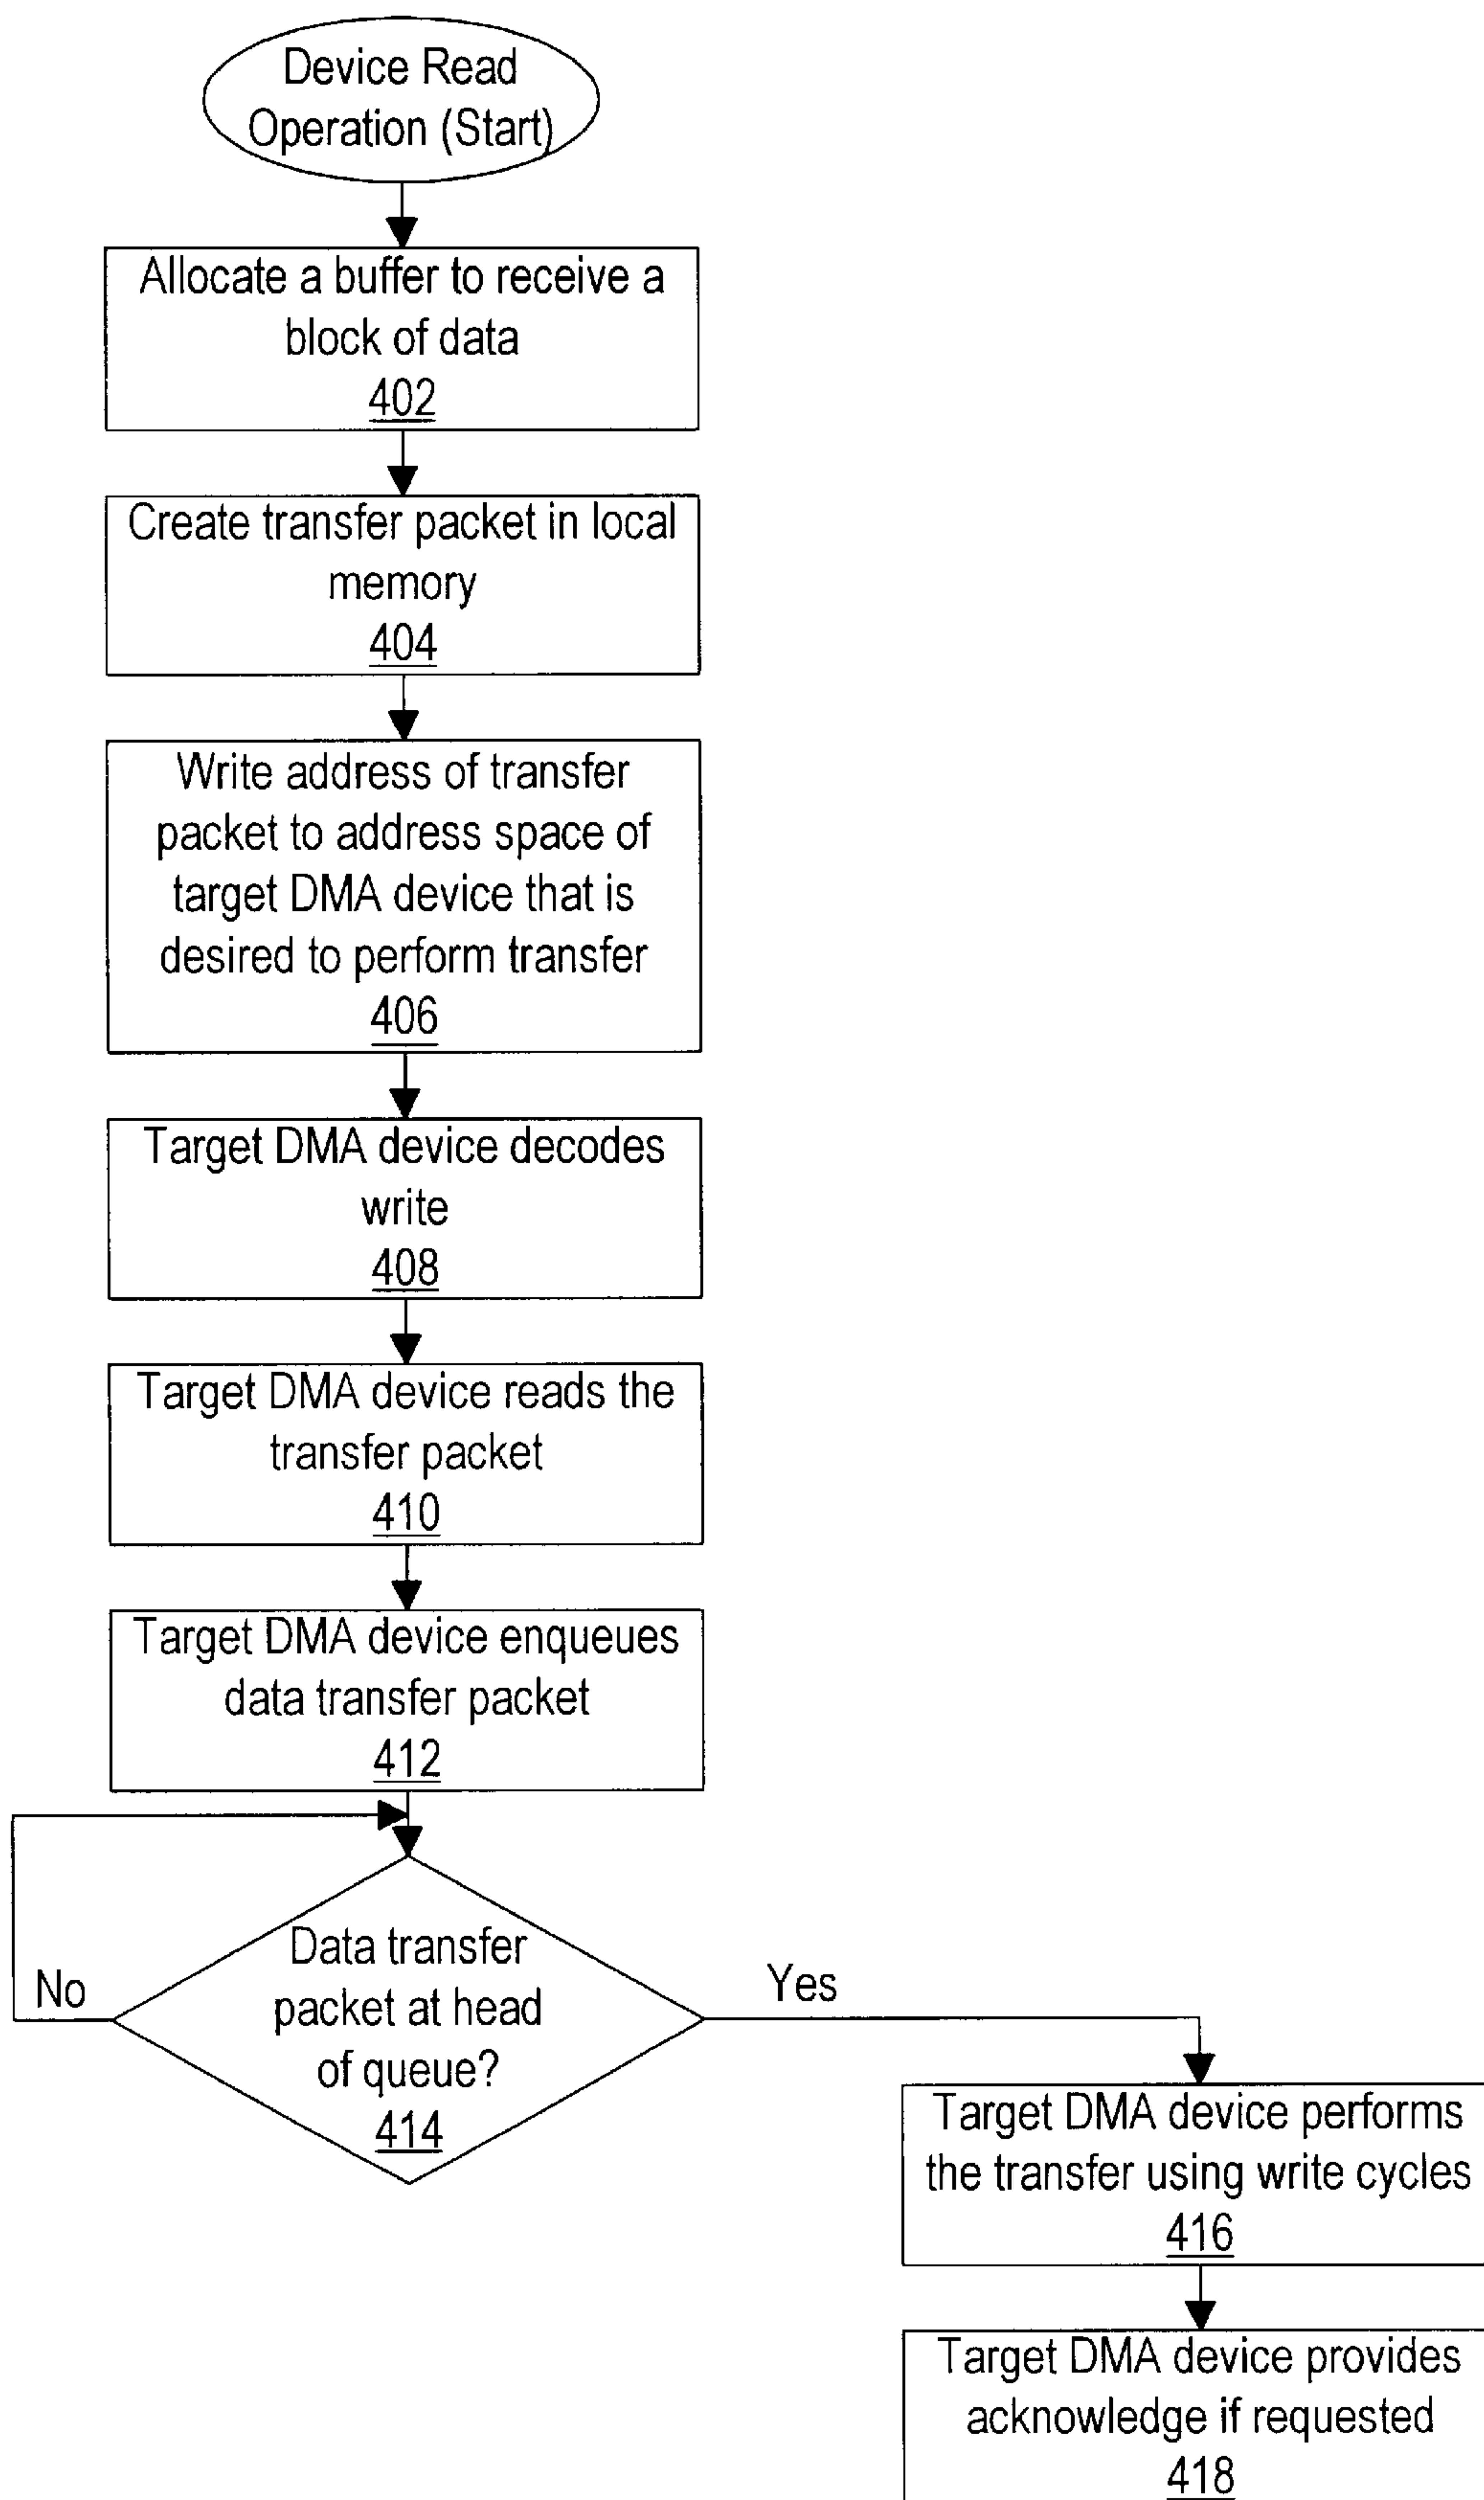 Device Read
Operation (Start)
Allocate a buffer to receive a
block of data
402
Create transfer packet in local
memory
404
Write address of transfer
packet to address space of
target DMA device that is
desired to perform transfer
406
Target DMA device decodes
write
408
Target DMA device reads the
transfer packet
410
Target DMA device enqueues
data transfer packet
412
Data transfer
packet at head
of queue?
414
No
Yes
Target DMA device performs
the transfer using write cycles
416
Target DMA device provides
acknowledge if requested
418